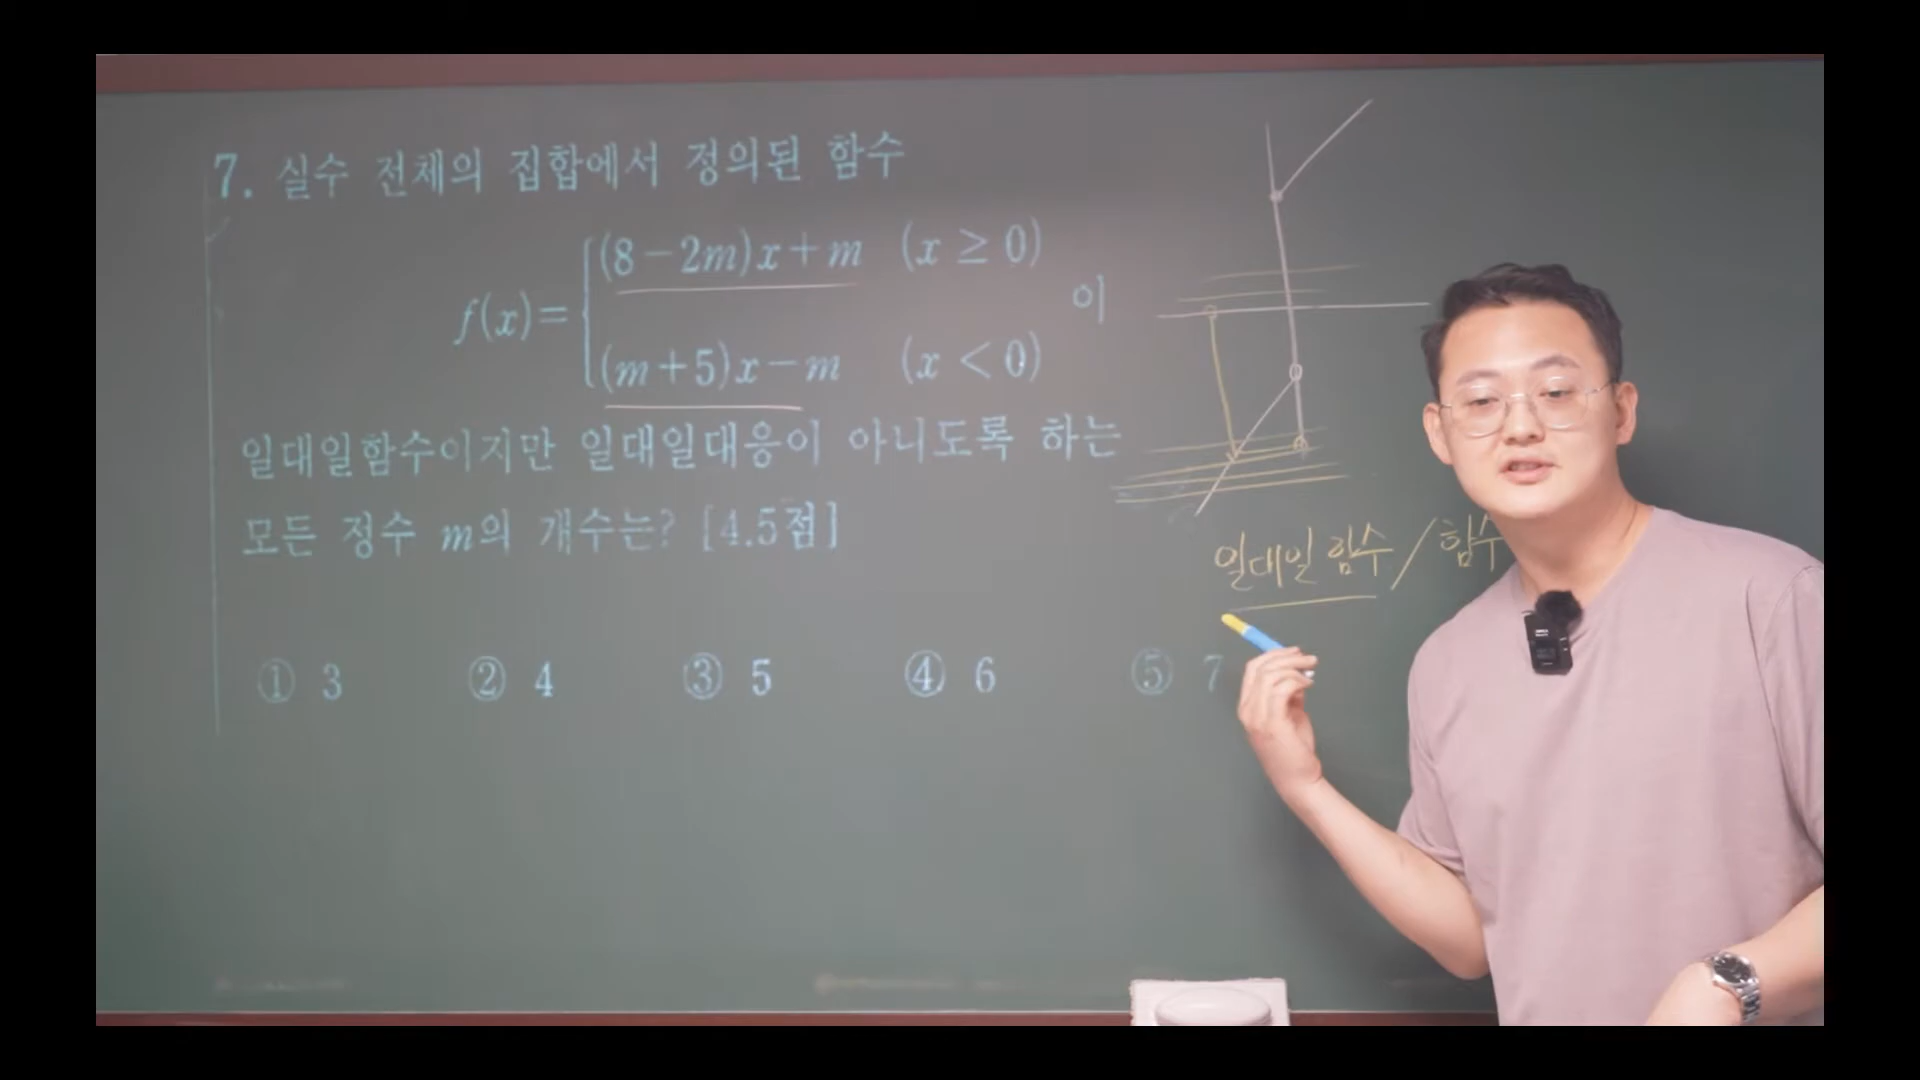 7. 실수 전체의 집합에서 정의된 함수
f(x)={(8-2m)x+m (x ≥ 0)
(m+5)x-m (x < 0) 이
일대일함수이지만 일대일대응이 아니도록 하는
모든 정수 m의 개수는? [4.5점]
① 3 ② 4 ③ 5 ④ 6 ⑤ 7
일대일 함수 / 함수